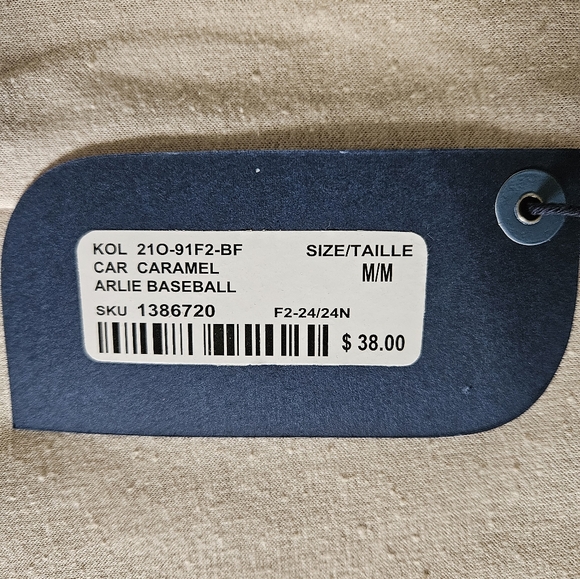 KOL 21O-91F2-BF SIZE/TAILLE
CAR CARAMEL M/M
ARLIE BASEBALL
SKU 1386720 F2-24/24N
$ 38.00